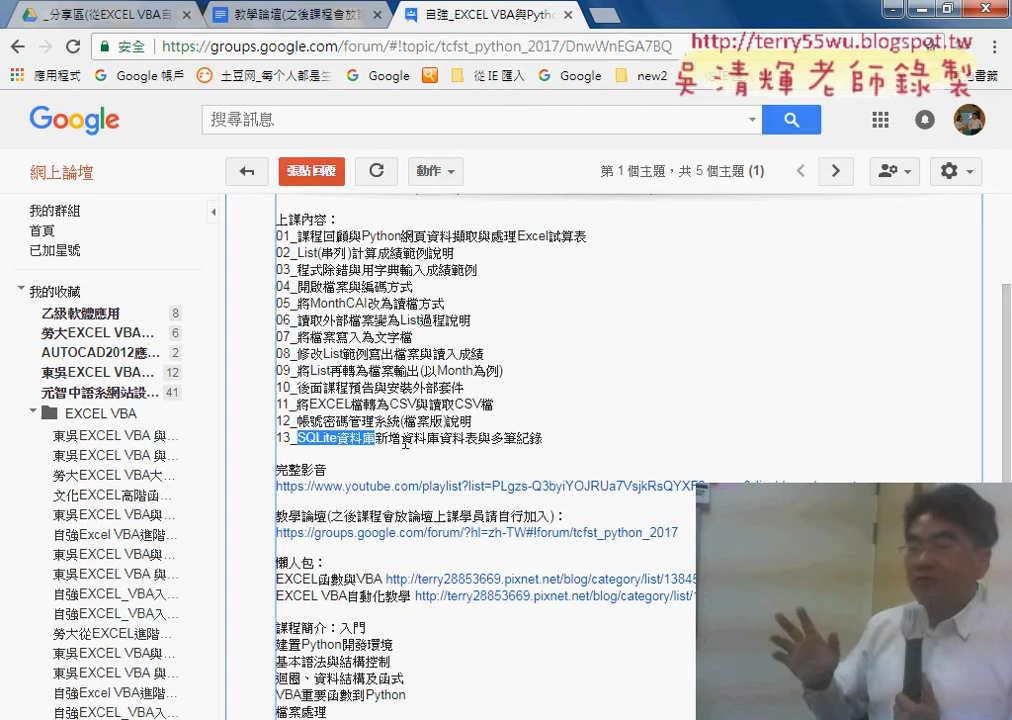 _分享區(從EXCEL VBA自
教學論壇(之後課程會放論
自強_EXCEL VBA與Pytho
安全
https://groups.google.com/forum/#!topic/tcfst_python_2017/DnwWnEGA7BQ
http://terry55wu.blogspot.tw
吳清輝老師錄製
應用程式
Google 帳戶
土豆网_每个人都是生
Google
從 IE 匯入
Google
new2
Google
搜尋訊息
網上論壇
張貼回覆
動作
第 1 個主題，共 5 個主題 (1)
我的群組
首頁
已加星號
我的收藏
乙級軟體應用 8
勞大EXCEL VBA... 6
AUTOCAD2012應... 2
東吳EXCEL VBA... 12
元智中語系網站設... 41
EXCEL VBA
東吳EXCEL VBA 與...
東吳EXCEL VBA與...
東吳EXCEL VBA大...
文化EXCEL高階函...
東吳EXCEL VBA與...
自強Excel VBA進階...
東吳EXCEL VBA與...
東吳EXCEL VBA 與...
自強EXCEL_VBA入...
自強EXCEL_VBA入...
勞大從EXCEL進階...
東吳EXCEL VBA與...
東吳EXCEL VBA 與...
自強Excel VBA進階...
自強EXCEL_VBA入...
上課內容：
01_課程回顧與Python網頁資料擷取與處理Excel試算表
02_List(串列)計算成績範例說明
03_程式除錯與用字典輸入成績範例
04_開啟檔案與編碼方式
05_將MonthCAl改為讀檔方式
06_讀取外部檔案變為List過程說明
07_將檔案寫入為文字檔
08_修改List範例寫出檔案與讀入成績
09_將List再轉為檔案輸出(以Month為例)
10_後面課程預告與安裝外部套件
11_將EXCEL檔轉為CSV與讀取CSV檔
12_帳號密碼管理系統(檔案版)說明
13_SQLite資料庫新增資料庫資料表與多筆紀錄
完整影音
https://www.youtube.com/playlist?list=PLgzs-Q3byiYOJRUa7VsjkRsQYXF
教學論壇(之後課程會放論壇上課學員請自行加入)：
https://groups.google.com/forum/?hl=zh-TW#!forum/tcfst_python_2017
懶人包：
EXCEL函數與VBA http://terry28853669.pixnet.net/blog/category/list/13845
EXCEL VBA自動化教學 http://terry28853669.pixnet.net/blog/category/list/
課程簡介：入門
建置Python開發環境
基本語法與結構控制
迴圈、資料結構及函式
VBA重要函數到Python
檔案處理